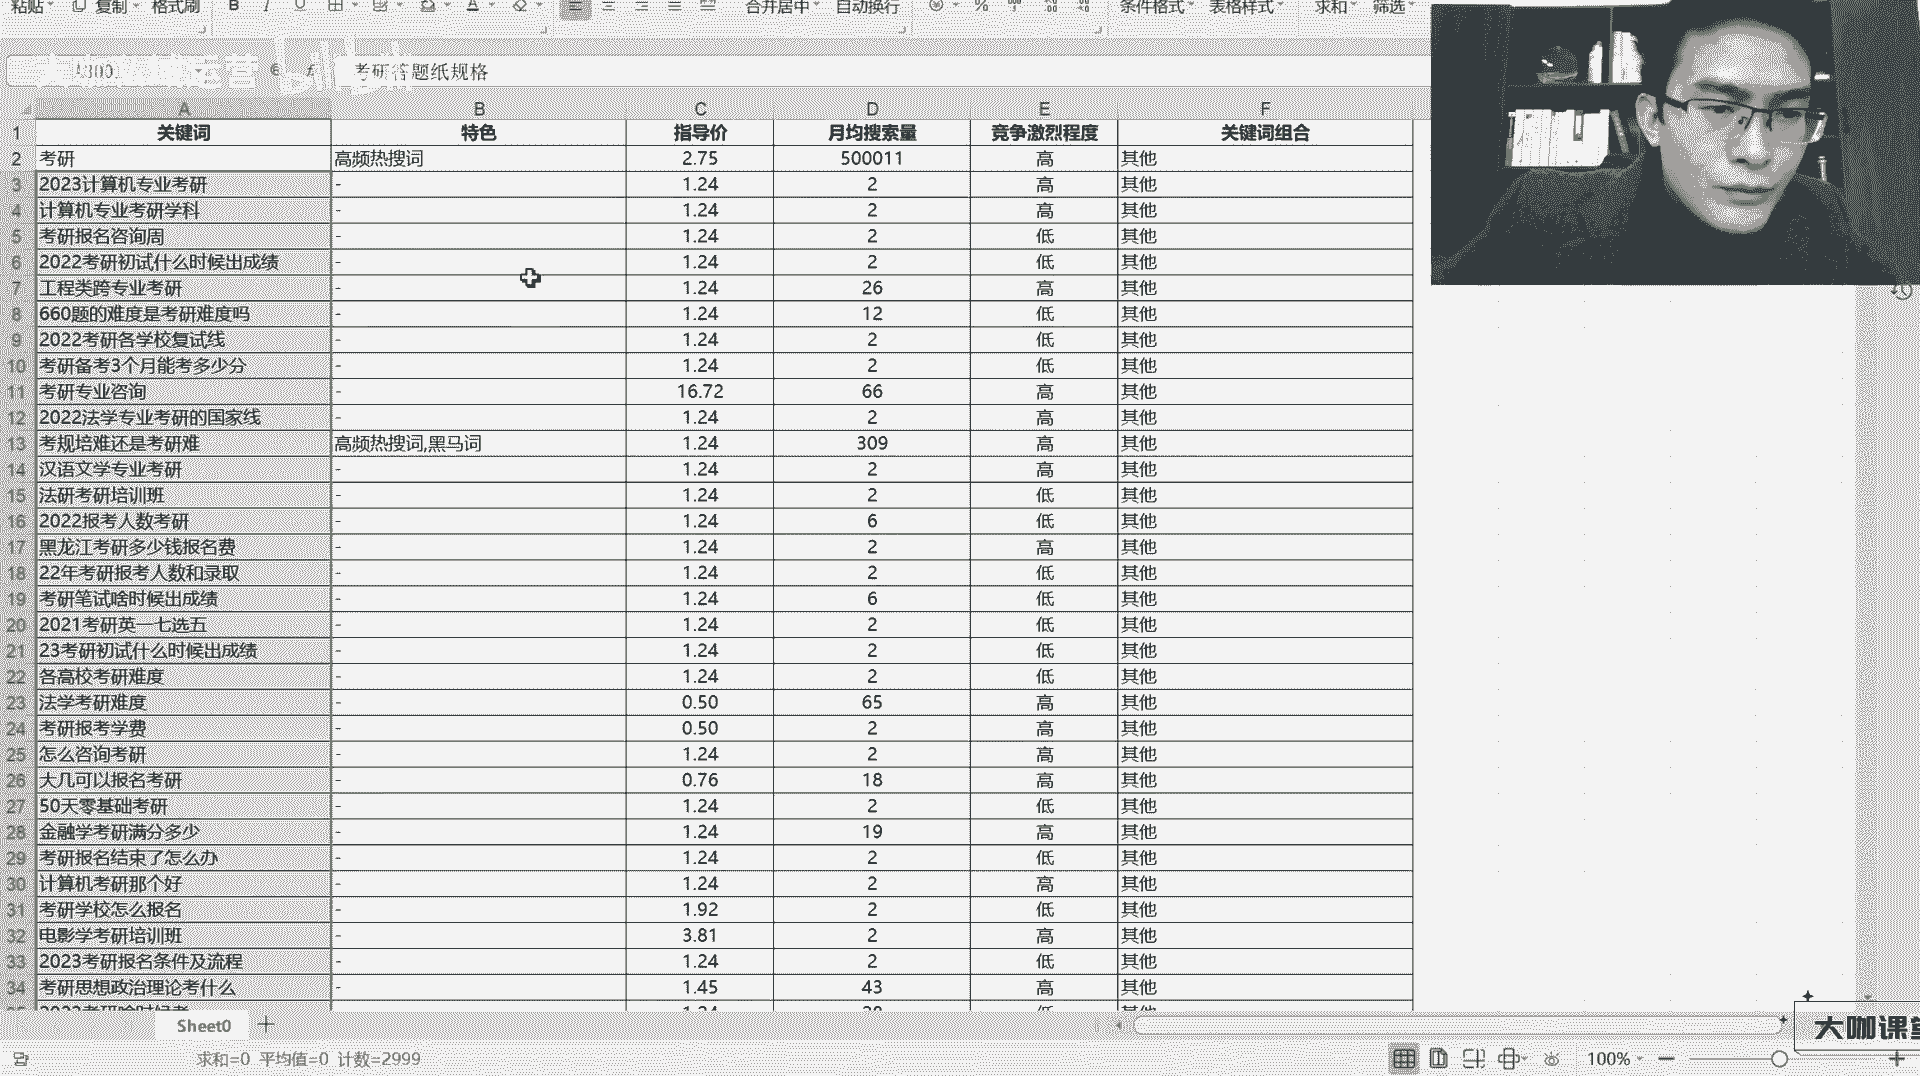 粘贴 复制 格式刷 B I U A 合并居中 自动换行 % 条件格式 表格样式 求和 筛选
考研答题纸规格
A B C D E F
1 关键词 特色 指导价 月均搜索量 竞争激烈程度 关键词组合
2 考研 高频热搜词 2.75 500011 高 其他
3 2023计算机专业考研 - 1.24 2 高 其他
4 计算机专业考研学科 - 1.24 2 高 其他
5 考研报名咨询周 - 1.24 2 低 其他
6 2022考研初试什么时候出成绩 - 1.24 2 低 其他
7 工程类跨专业考研 - 1.24 26 高 其他
8 660题的难度是考研难度吗 - 1.24 12 低 其他
9 2022考研各学校复试线 - 1.24 2 低 其他
10 考研备考3个月能考多少分 - 1.24 2 低 其他
11 考研专业咨询 - 16.72 66 高 其他
12 2022法学专业考研的国家线 - 1.24 2 高 其他
13 考规培难还是考研难 高频热搜词,黑马词 1.24 309 高 其他
14 汉语文学专业考研 - 1.24 2 高 其他
15 法研考研培训班 - 1.24 2 低 其他
16 2022报考人数考研 - 1.24 6 低 其他
17 黑龙江考研多少钱报名费 - 1.24 2 高 其他
18 22年考研报考人数和录取 - 1.24 2 低 其他
19 考研笔试啥时候出成绩 - 1.24 6 低 其他
20 2021考研英一七选五 - 1.24 2 低 其他
21 23考研初试什么时候出成绩 - 1.24 2 低 其他
22 各高校考研难度 - 1.24 2 低 其他
23 法学考研难度 - 0.50 65 高 其他
24 考研报考学费 - 0.50 2 高 其他
25 怎么咨询考研 - 1.24 2 高 其他
26 大几可以报名考研 - 0.76 18 高 其他
27 50天零基础考研 - 1.24 2 低 其他
28 金融学考研满分多少 - 1.24 19 高 其他
29 考研报名结束了怎么办 - 1.24 2 低 其他
30 计算机考研那个好 - 1.24 2 高 其他
31 考研学校怎么报名 - 1.92 2 低 其他
32 电影学考研培训班 - 3.81 2 高 其他
33 2023考研报名条件及流程 - 1.24 2 低 其他
34 考研思想政治理论考什么 - 1.45 43 高 其他
Sheet0
大咖课堂
求和=0 平均值=0 计数=2999
100%